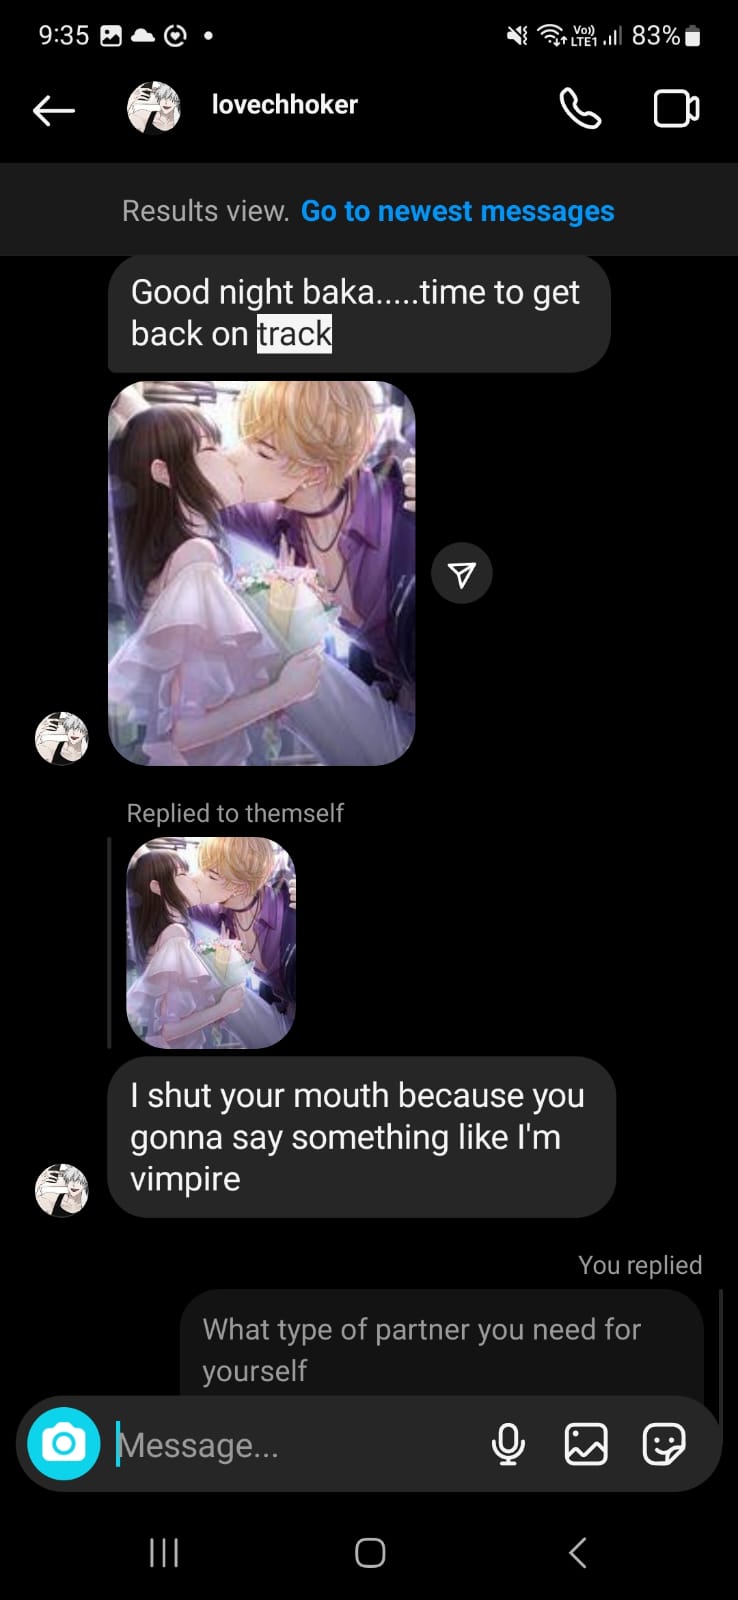 9:35
Vo))
LTE1
83%
lovechhoker
Results view. Go to newest messages
Good night baka.....time to get
back on track
Replied to themself
I shut your mouth because you
gonna say something like I'm
vimpire
You replied
What type of partner you need for
yourself
Message...